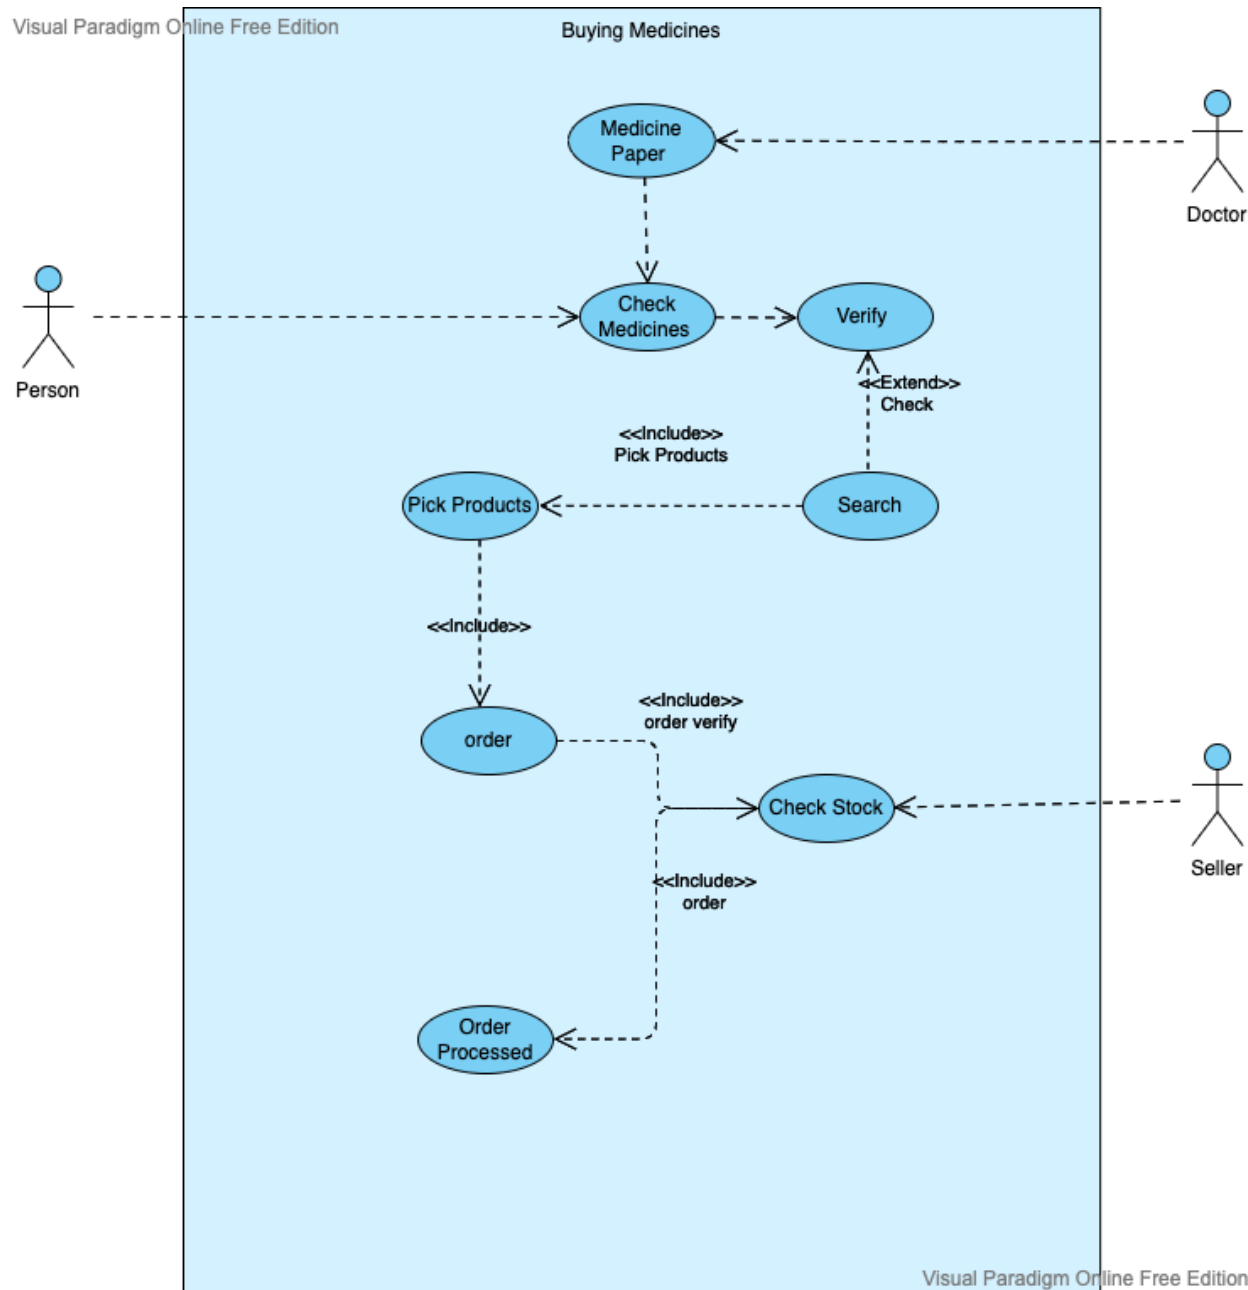 Visual Paradigm Online Free Edition
Buying Medicines
Medicine
Paper
Doctor
Check
Medicines
Verify
Person
<<Extend>>
Check
<<Include>>
Pick Products
Pick Products
Search
<<Include>>
<<Include>>
order verify
order
Check Stock
Seller
<<Include>>
order
Order
Processed
Visual Paradigm Online Free Edition